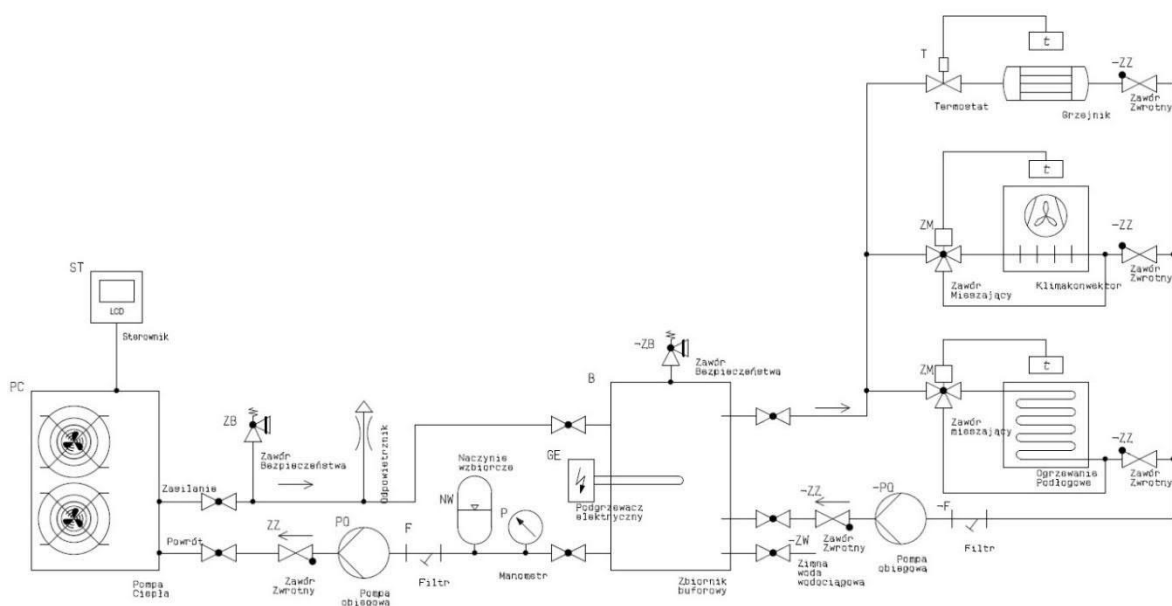 t
T
-ZZ
Termostat
Grzejnik
Zawór
Zwrotny
t
ZM
-ZZ
Zawór
Mieszający
Klimakonwektor
Zawór
Zwrotny
ST
LCD
Sterownik
t
ZM
-ZZ
Zawór
mieszający
Ogrzewanie
Podłogowe
Zawór
Zwrotny
PC
B
¬ZB
Zawór
Bezpieczeństwa
ZB
Zawór
Bezpieczeństwa
Odpowietrznik
Zasilanie
Powrót
Pompa
Ciepła
ZZ
Zawór
Zwrotny
PQ
Pompa
obiegowa
F
Filtr
Naczynie
wzbiorcze
NW
P
Manometr
GE
Podgrzewacz
elektryczny
Zbiornik
buforowy
-ZZ
Zawór
Zwrotny
-PQ
Pompa
obiegowa
¬F
Filtr
-ZW
Zimna
woda
wodociągowa